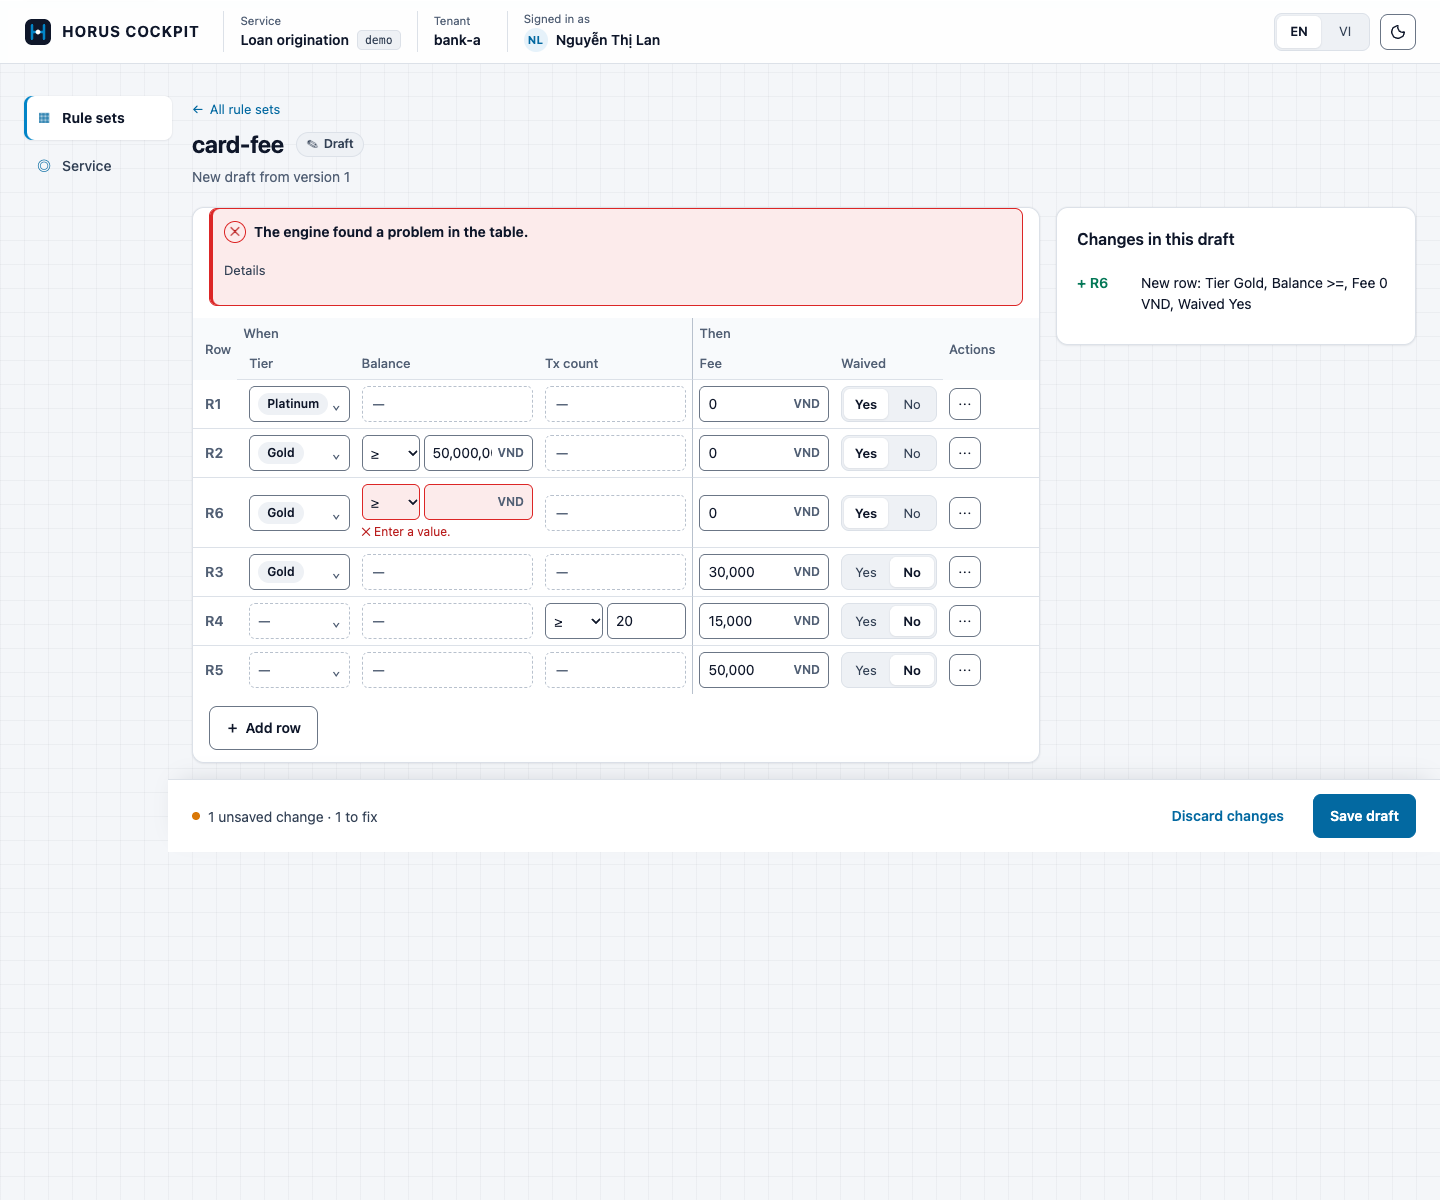 HORUS COCKPIT
Service
Loan origination demo
Tenant
bank-a
Signed in as
NL Nguyễn Thị Lan
EN VI
Rule sets
Service
← All rule sets
card-fee
✎ Draft
New draft from version 1
The engine found a problem in the table.
Details
Changes in this draft
+ R6 New row: Tier Gold, Balance >=, Fee 0
VND, Waived Yes
Row When Then Actions
Tier Balance Tx count Fee Waived
R1 Platinum — — 0 VND Yes No ···
R2 Gold ≥ 50,000,0 VND — 0 VND Yes No ···
R6 Gold ≥ VND — 0 VND Yes No ···
Enter a value.
R3 Gold — — 30,000 VND Yes No ···
R4 — — ≥ 20 15,000 VND Yes No ···
R5 — — — 50,000 VND Yes No ···
+ Add row
1 unsaved change · 1 to fix
Discard changes
Save draft